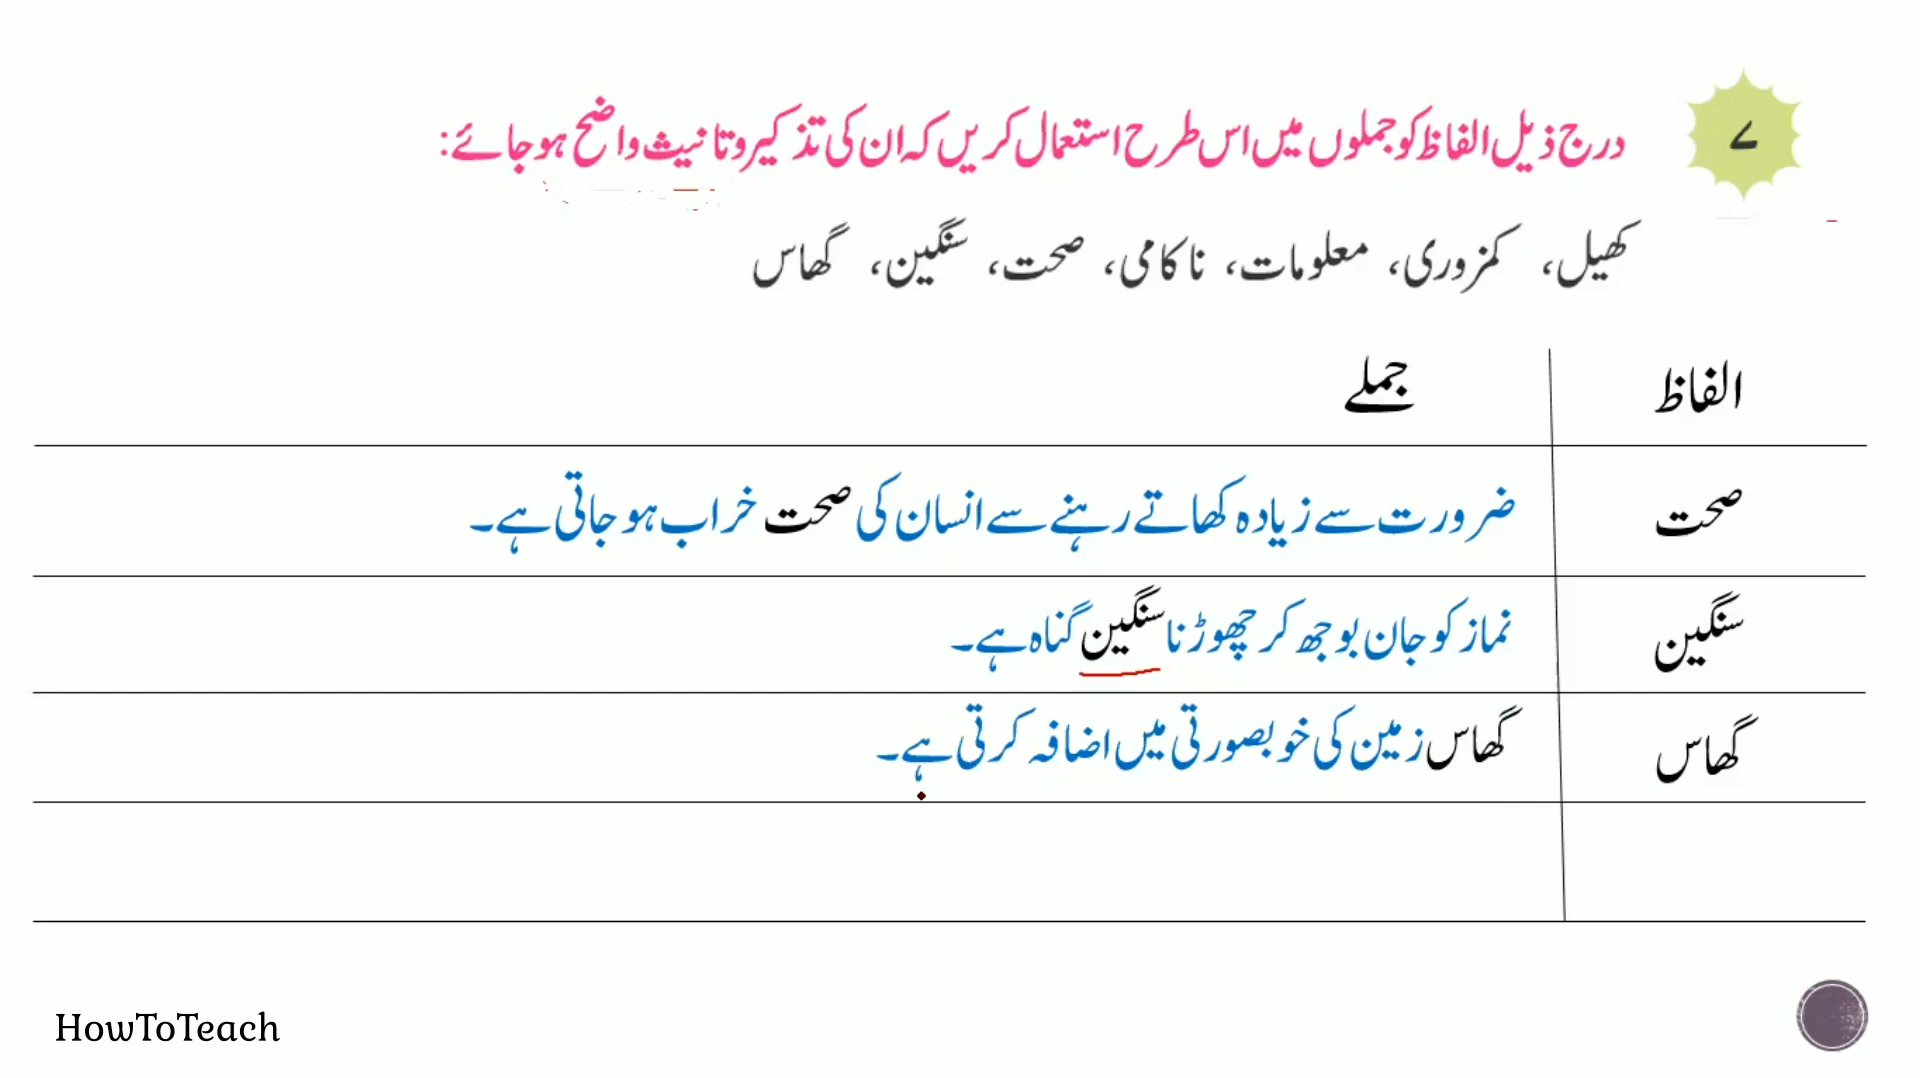 ۷ درج ذیل الفاظ کو جملوں میں اس طرح استعمال کریں کہ ان کی تذکیر و تانیث واضح ہو جائے:
کھیل، کمزوری، معلومات، ناکامی، صحت، سنگین، گھاس
الفاظ جملے
صحت ضرورت سے زیادہ کھاتے رہنے سے انسان کی صحت خراب ہو جاتی ہے۔
سنگین نماز کو جان بوجھ کر چھوڑنا سنگین گناہ ہے۔
گھاس گھاس زمین کی خوبصورتی میں اضافہ کرتی ہے۔
HowToTeach